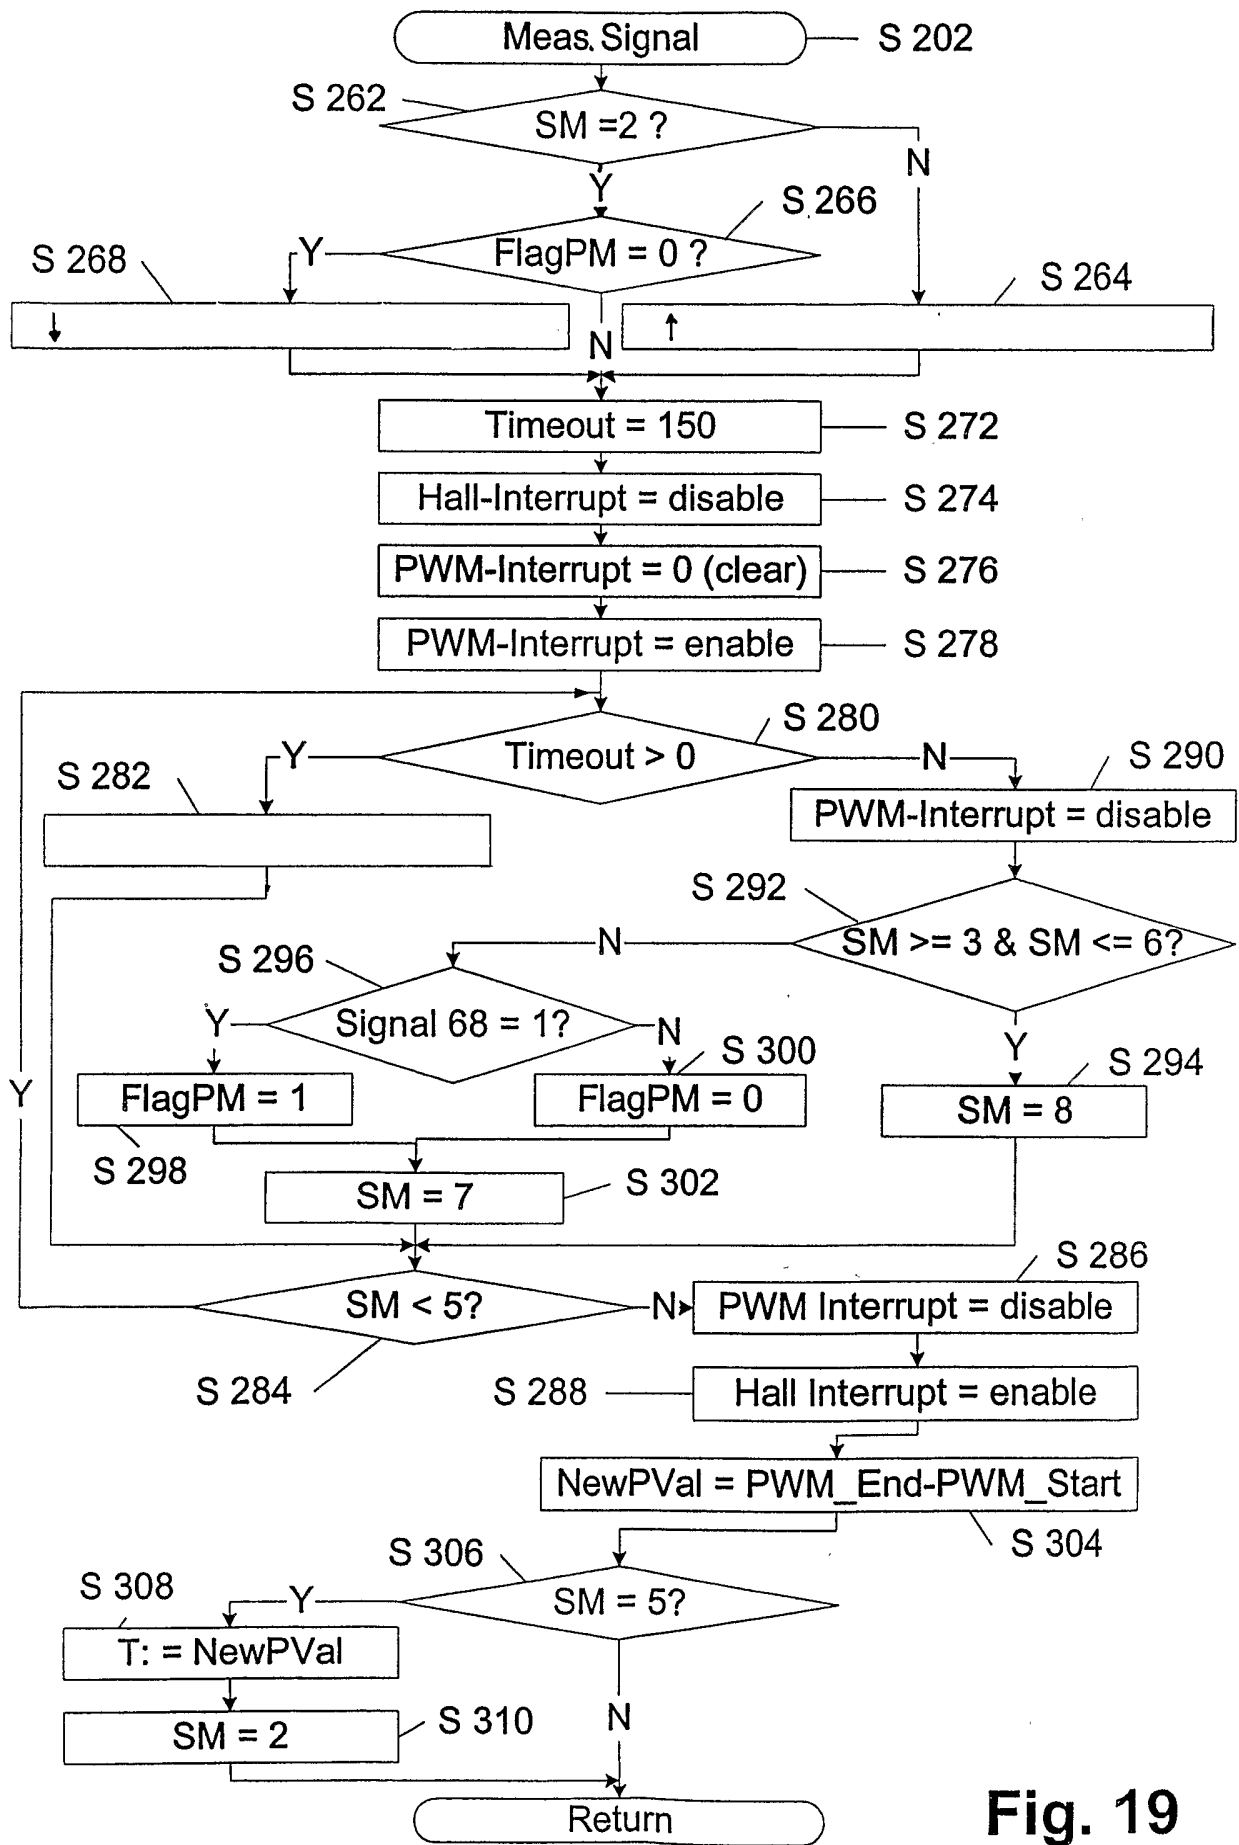 Meas. Signal
S 202
S 262
SM =2 ?
N
Y
S 266
FlagPM = 0 ?
Y
S 268
S 264
↓
N
↑
Timeout = 150
S 272
Hall-Interrupt = disable
S 274
PWM-Interrupt = 0 (clear)
S 276
PWM-Interrupt = enable
S 278
S 280
Timeout > 0
Y
N
S 282
S 290
PWM-Interrupt = disable
S 292
SM >= 3 & SM <= 6?
N
S 296
Signal 68 = 1?
Y
N
Y
S 300
S 294
Y
FlagPM = 1
FlagPM = 0
SM = 8
S 298
SM = 7
S 302
S 286
SM < 5?
N
PWM Interrupt = disable
S 284
S 288
Hall Interrupt = enable
NewPVal = PWM_End-PWM_Start
S 304
S 306
SM = 5?
Y
S 308
T: = NewPVal
N
SM = 2
S 310
Return
Fig. 19